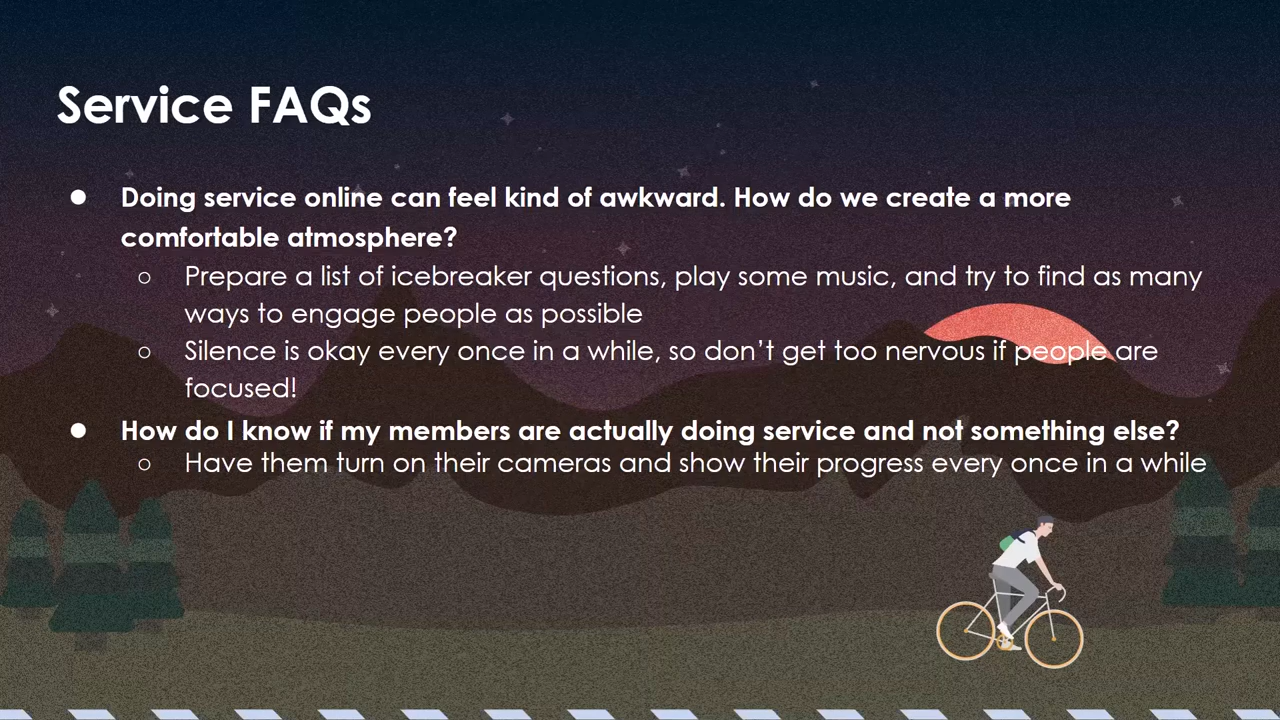 Service FAQs
● Doing service online can feel kind of awkward. How do we create a more
comfortable atmosphere?
○ Prepare a list of icebreaker questions, play some music, and try to find as many
ways to engage people as possible
○ Silence is okay every once in a while, so don’t get too nervous if people are
focused!
● How do I know if my members are actually doing service and not something else?
○ Have them turn on their cameras and show their progress every once in a while